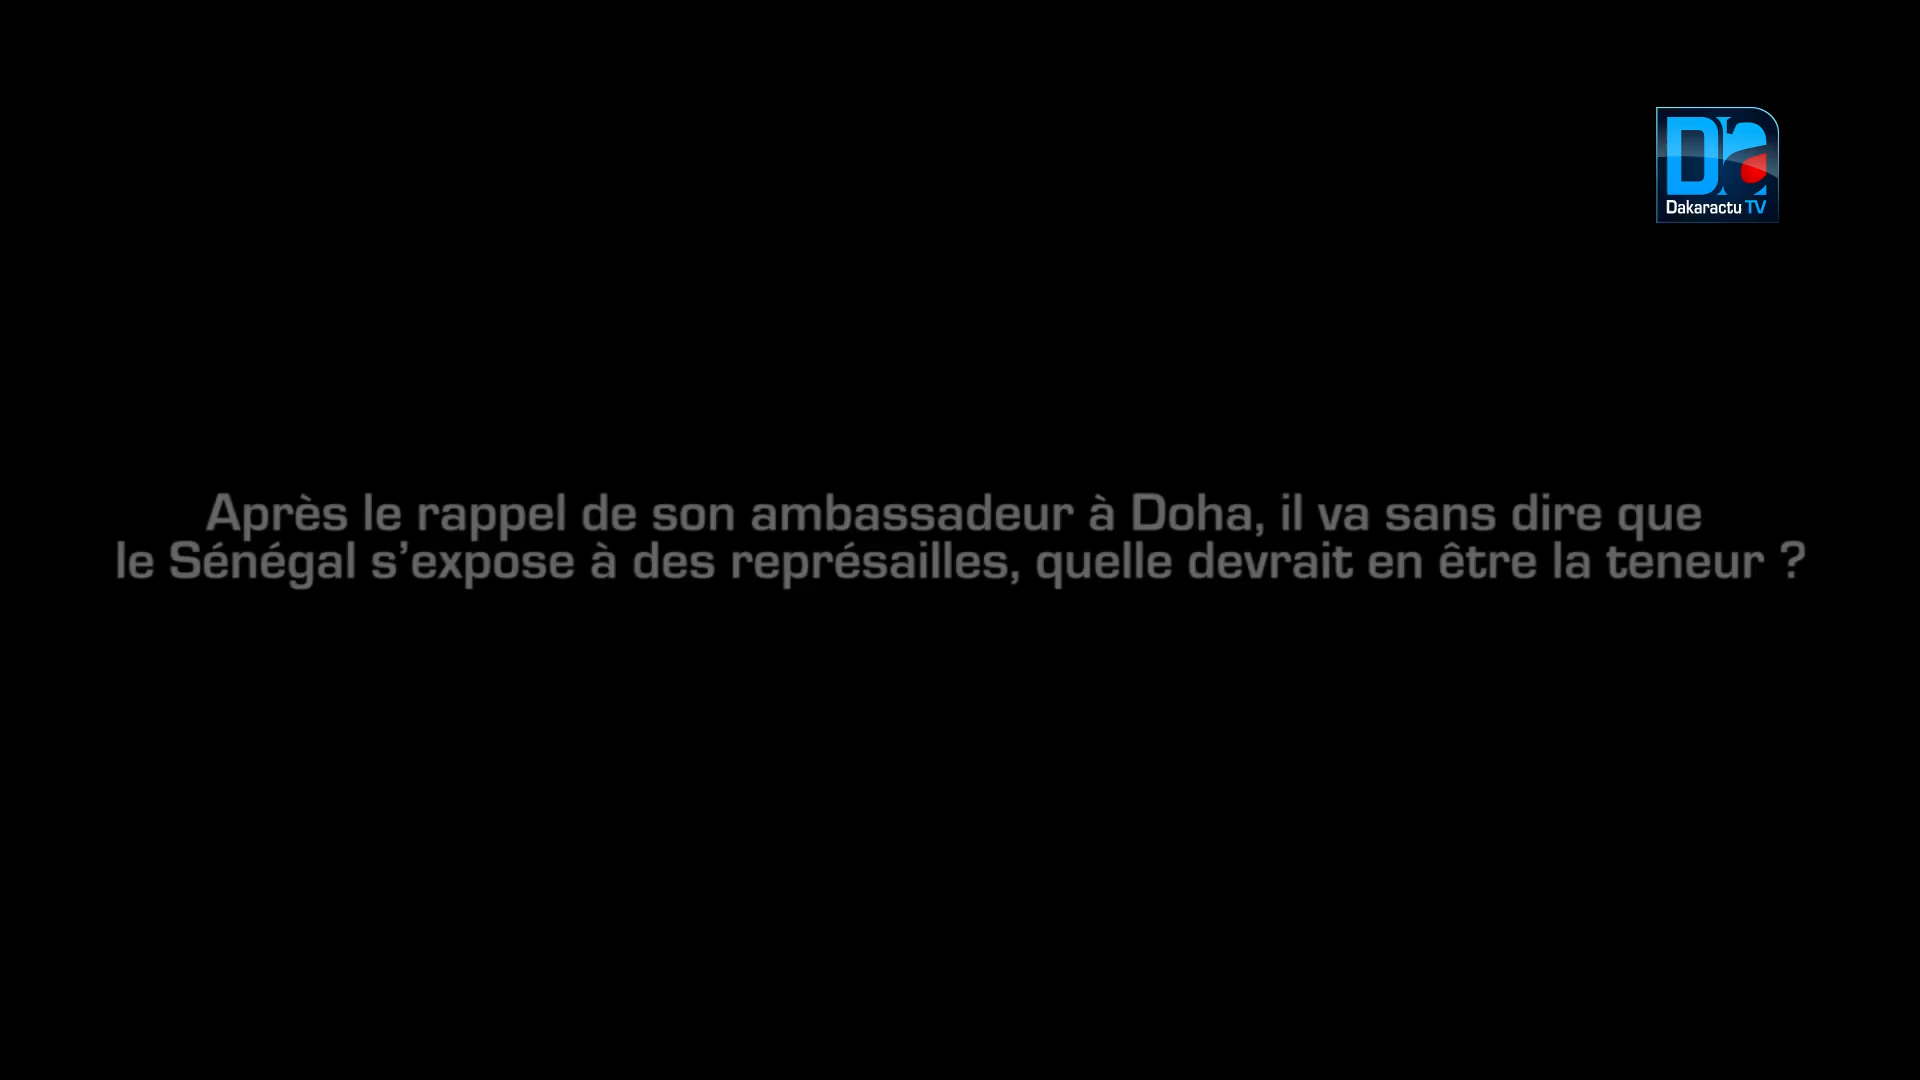 Da
Dakaractu TV
Après le rappel de son ambassadeur à Doha, il va sans dire que
le Sénégal s’expose à des représailles, quelle devrait en être la teneur ?